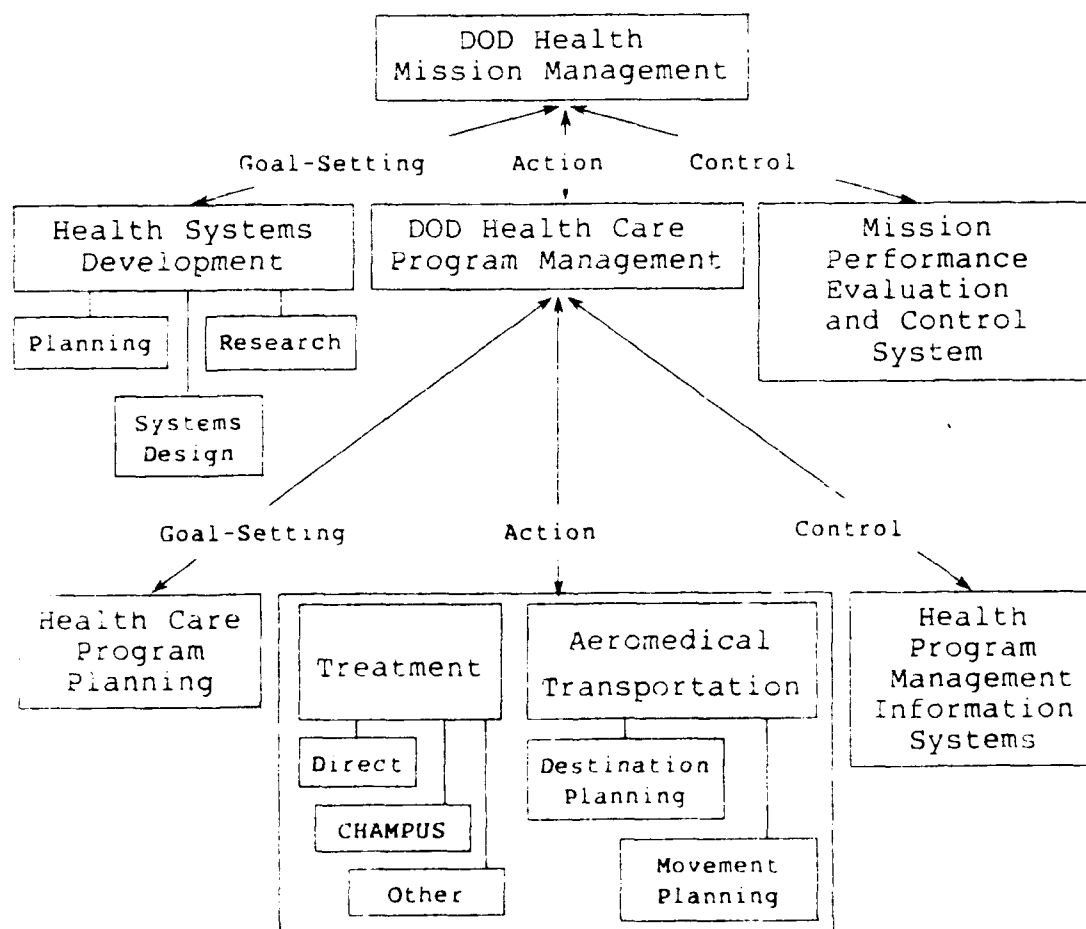 DOD Health
Mission Management
Goal-Setting
Action
Control
Health Systems
Development
DOD Health Care
Program Management
Mission
Performance
Evaluation
and Control
System
Planning
Research
Systems
Design
Goal-Setting
Action
Control
Health Care
Program
Planning
Treatment
Direct
CHAMPUS
Other
Aeromedical
Transportation
Destination
Planning
Movement
Planning
Health
Program
Management
Information
Systems